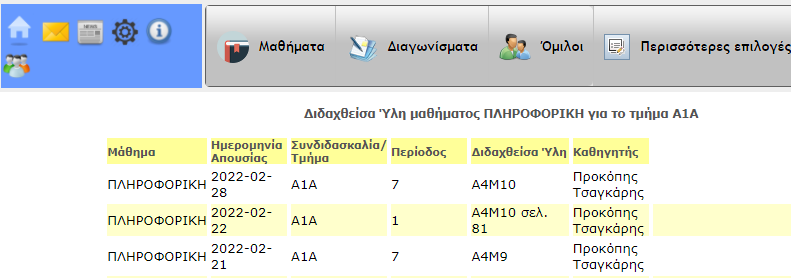 NEWS
Μαθήματα Διαγωνίσματα Όμιλοι Περισσότερες επιλογές
Διδαχθείσα Ύλη μαθήματος ΠΛΗΡΟΦΟΡΙΚΗ για το τμήμα Α1Α
Μάθημα Ημερομηνία Απουσίας Συνδιδασκαλία/ Τμήμα Περίοδος Διδαχθείσα Ύλη Καθηγητής
ΠΛΗΡΟΦΟΡΙΚΗ 2022-02-28 Α1Α 7 Α4Μ10 Προκόπης Τσαγκάρης
ΠΛΗΡΟΦΟΡΙΚΗ 2022-02-22 Α1Α 1 Α4Μ10 σελ. 81 Προκόπης Τσαγκάρης
ΠΛΗΡΟΦΟΡΙΚΗ 2022-02-21 Α1Α 7 Α4Μ9 Προκόπης Τσαγκάρης